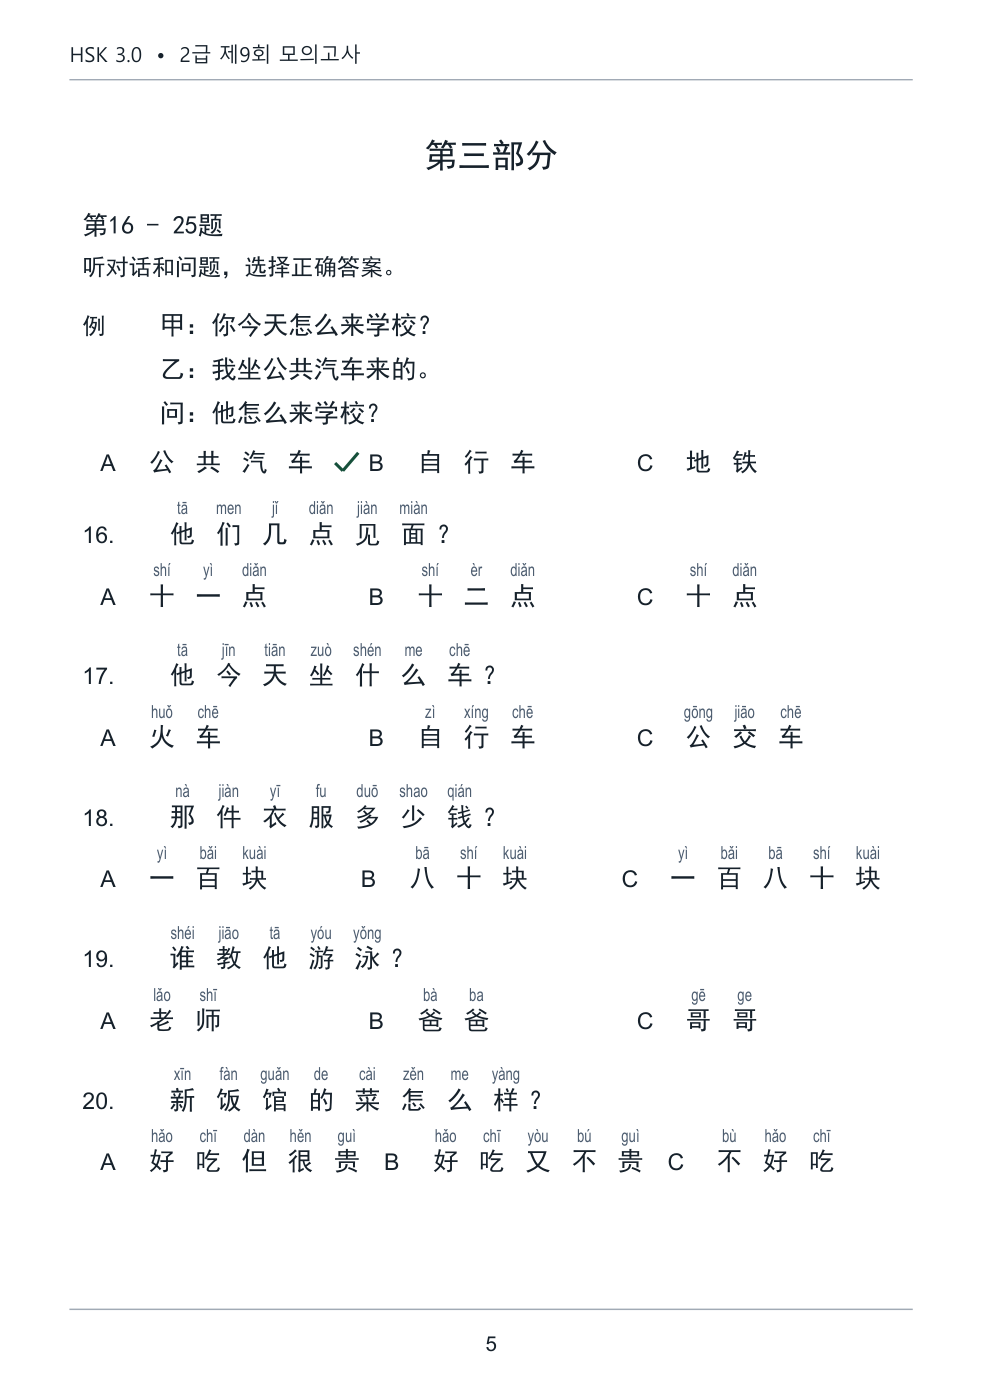 HSK 3.0 • 2급 제9회 모의고사
第三部分
第16 － 25题
听对话和问题，选择正确答案。
例 甲：你今天怎么来学校？
乙：我坐公共汽车来的。
问：他怎么来学校？
A 公共汽车 ✓ B 自行车 C 地铁
tā men jǐ diǎn jiàn miàn
16. 他们几点见面？
shí yì diǎn shí èr diǎn shí diǎn
A 十一点 B 十二点 C 十点
tā jīn tiān zuò shén me chē
17. 他今天坐什么车？
huǒ chē zì xíng chē gōng jiāo chē
A 火车 B 自行车 C 公交车
nà jiàn yī fu duō shao qián
18. 那件衣服多少钱？
yì bǎi kuài bā shí kuài yì bǎi bā shí kuài
A 一百块 B 八十块 C 一百八十块
shéi jiāo tā yóu yǒng
19. 谁教他游泳？
lǎo shī bà ba gē ge
A 老师 B 爸爸 C 哥哥
xīn fàn guǎn de cài zěn me yàng
20. 新饭馆的菜怎么样？
hǎo chī dàn hěn guì hǎo chī yòu bú guì bù hǎo chī
A 好吃但很贵 B 好吃又不贵 C 不好吃
5